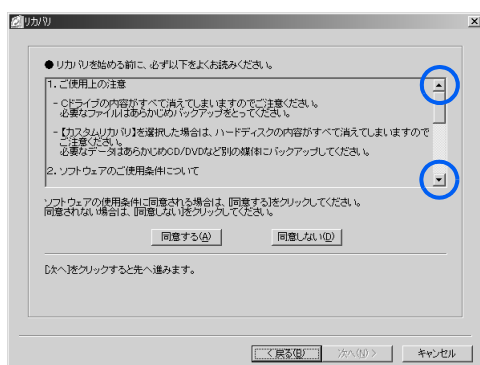 リカバリ
● リカバリを始める前に、必ず以下をよくお読みください。
1. ご使用上の注意
- Cドライブの内容がすべて消えてしまいますのでご注意ください。
必要なファイルはあらかじめバックアップをとってください。
- 【カスタムリカバリ】を選択した場合は、ハードディスクの内容がすべて消えてしまいますので
ご注意ください。
必要なデータはあらかじめCD/DVDなど別の媒体にバックアップしてください。
2. ソフトウェアのご使用条件について
ソフトウェアの使用条件に同意される場合は、[同意する]をクリックしてください。
同意されない場合は、[同意しない]をクリックしてください。
同意する(A) 同意しない(D)
[次へ]をクリックすると先へ進みます。
< 戻る(B) 次へ(N) > キャンセル